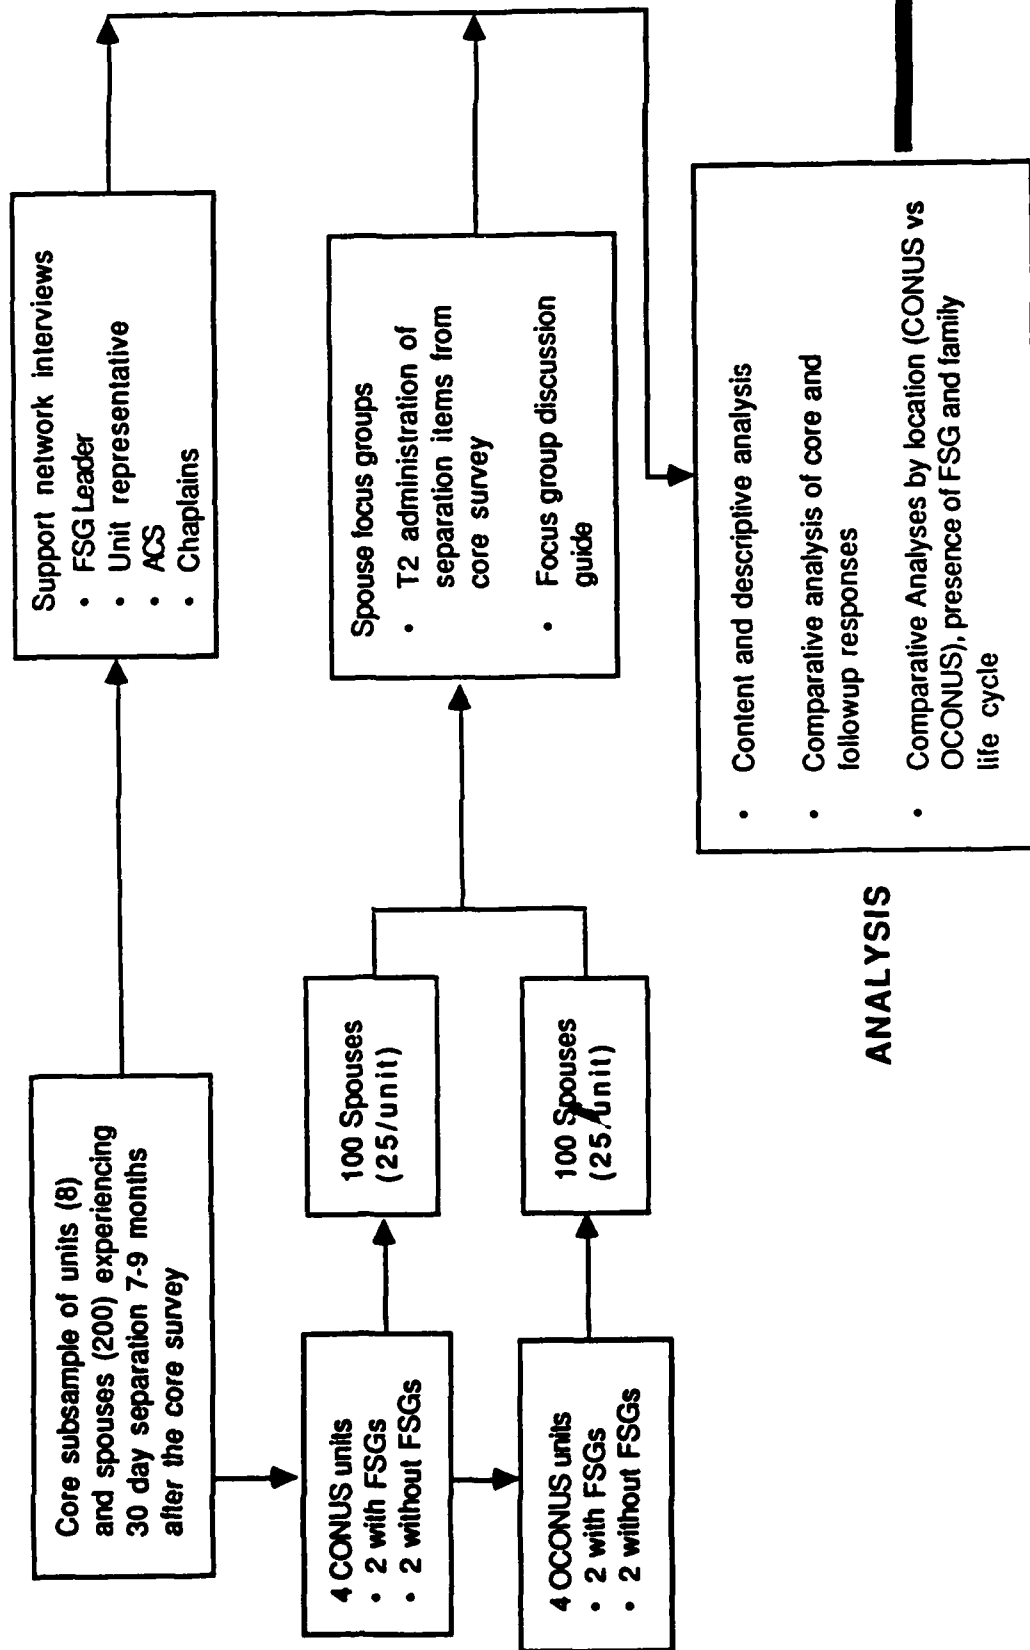 Core subsample of units (8)
and spouses (200) experiencing
30 day separation 7-9 months
after the core survey
Support network interviews
• FSG Leader
• Unit representative
• ACS
• Chaplains
4 CONUS units
• 2 with FSGs
• 2 without FSGs
100 Spouses
(25/unit)
Spouse focus groups
• T2 administration of
separation items from
core survey
• Focus group discussion
guide
4 OCONUS units
• 2 with FSGs
• 2 without FSGs
100 Spouses
(25/unit)
ANALYSIS
• Content and descriptive analysis
• Comparative analysis of core and
followup responses
• Comparative Analyses by location (CONUS vs
OCONUS), presence of FSG and family
life cycle